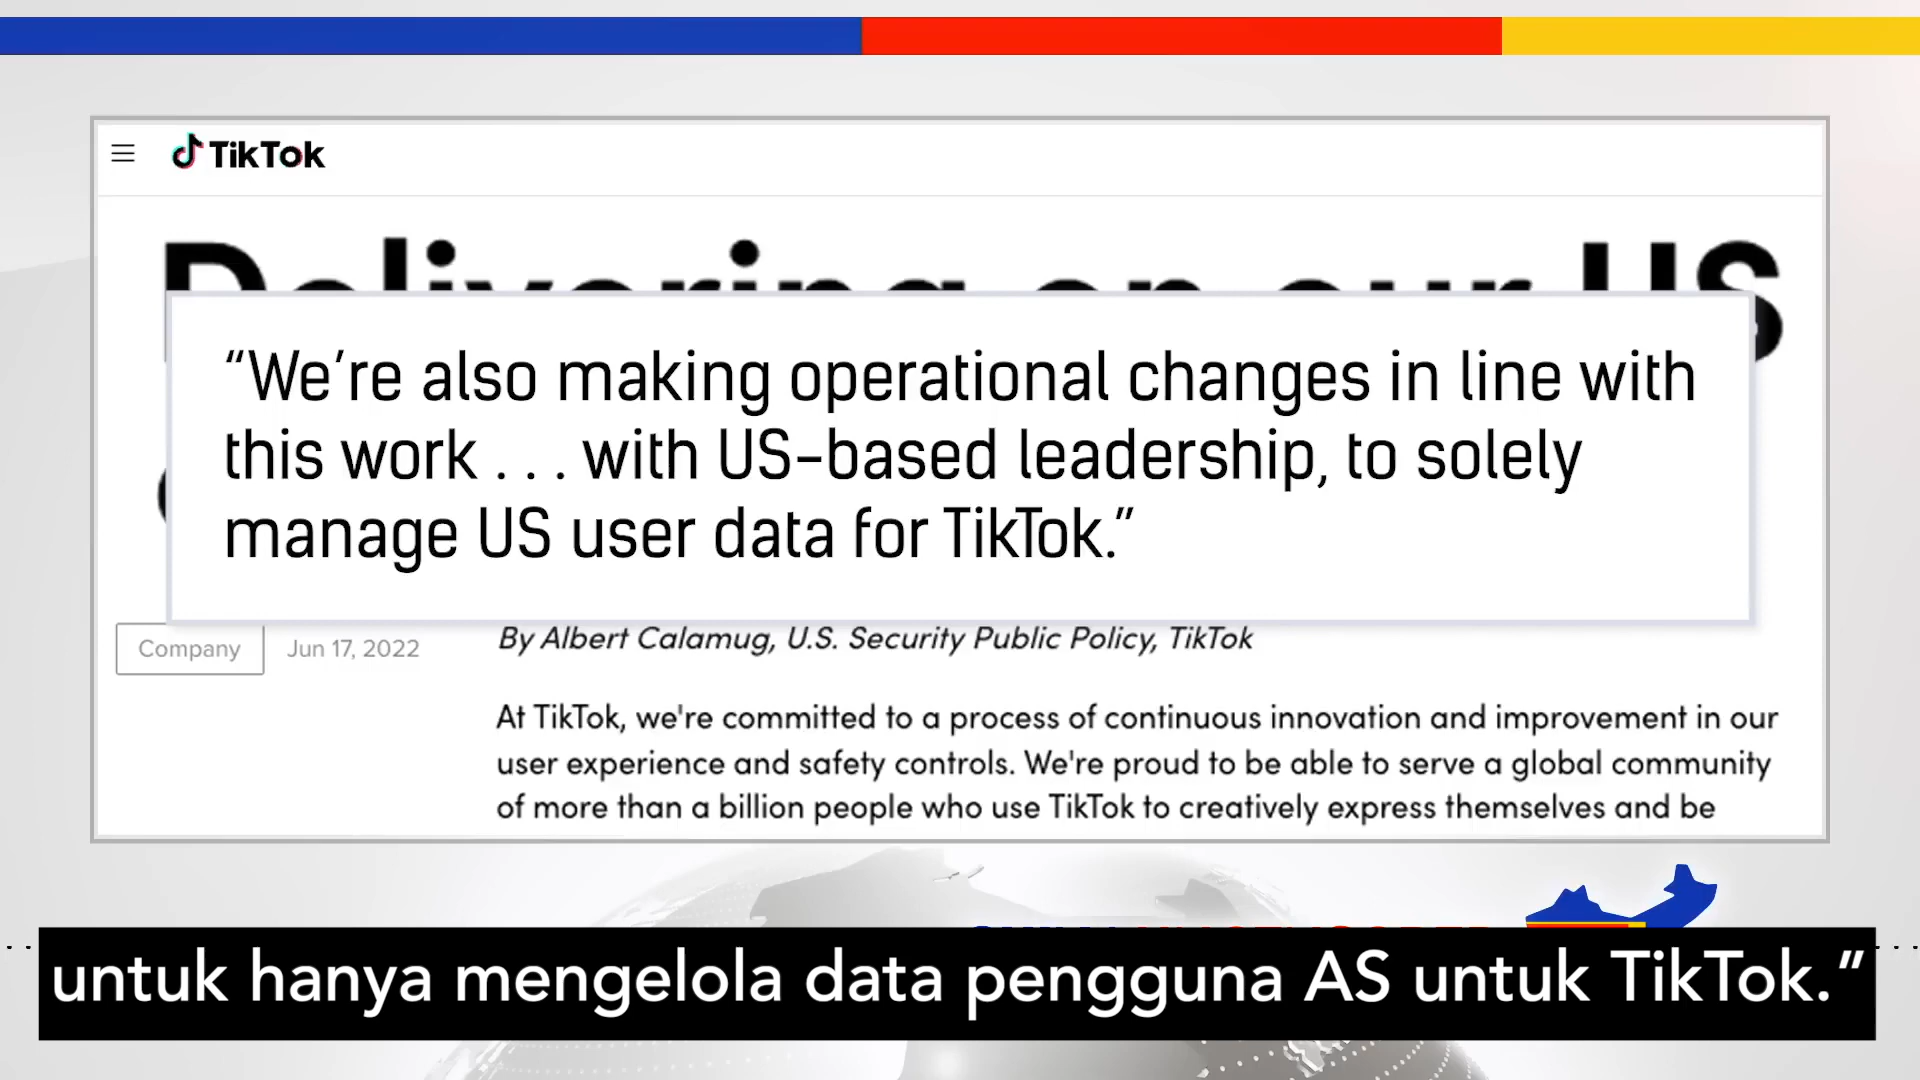 TikTok
Delivering on our US
“We’re also making operational changes in line with
this work . . . with US-based leadership, to solely
manage US user data for TikTok.”
Company
Jun 17, 2022
By Albert Calamug, U.S. Security Public Policy, TikTok
At TikTok, we're committed to a process of continuous innovation and improvement in our
user experience and safety controls. We're proud to be able to serve a global community
of more than a billion people who use TikTok to creatively express themselves and be
untuk hanya mengelola data pengguna AS untuk TikTok.”